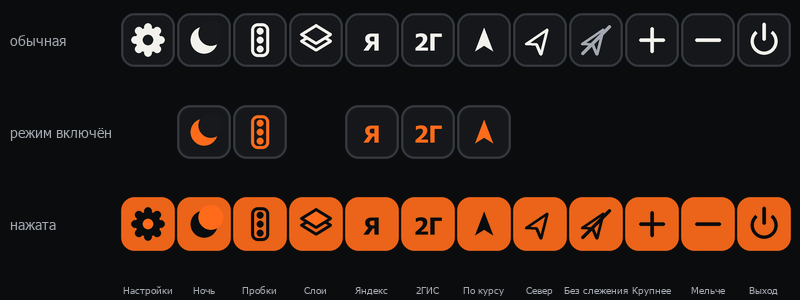 обычная
Я 2Г
режим включён
Я 2Г
нажата
Я 2Г
Настройки Ночь Пробки Слои Яндекс 2ГИС По курсу Север Без слежения Крупнее Мельче Выход